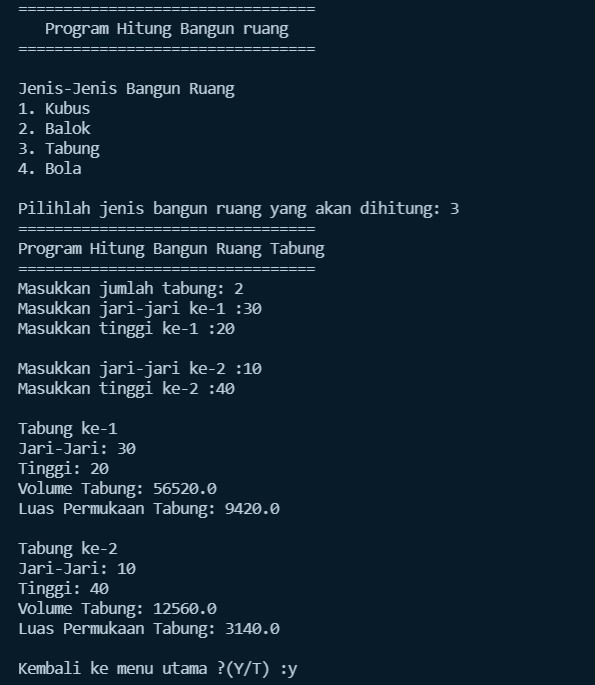 =================================
Program Hitung Bangun ruang
=================================
Jenis-Jenis Bangun Ruang
1. Kubus
2. Balok
3. Tabung
4. Bola
Pilihlah jenis bangun ruang yang akan dihitung: 3
=================================
Program Hitung Bangun Ruang Tabung
=================================
Masukkan jumlah tabung: 2
Masukkan jari-jari ke-1 :30
Masukkan tinggi ke-1 :20
Masukkan jari-jari ke-2 :10
Masukkan tinggi ke-2 :40
Tabung ke-1
Jari-Jari: 30
Tinggi: 20
Volume Tabung: 56520.0
Luas Permukaan Tabung: 9420.0
Tabung ke-2
Jari-Jari: 10
Tinggi: 40
Volume Tabung: 12560.0
Luas Permukaan Tabung: 3140.0
Kembali ke menu utama ?(Y/T) :y